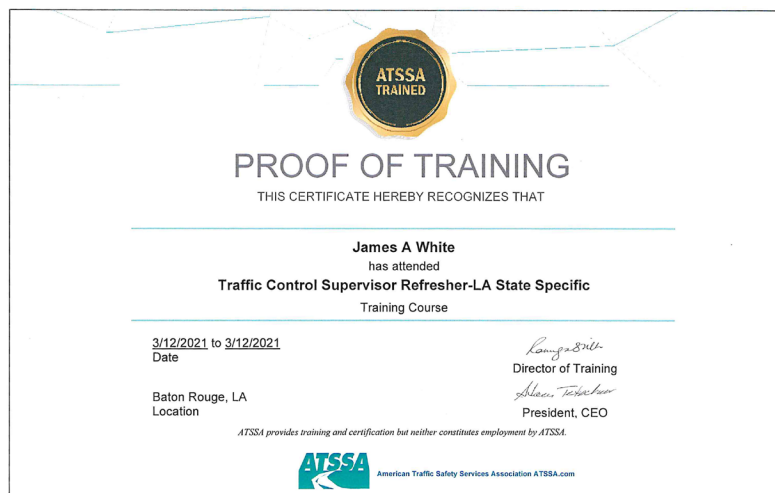 ATSSA
TRAINED
PROOF OF TRAINING
THIS CERTIFICATE HEREBY RECOGNIZES THAT
James A White
has attended
Traffic Control Supervisor Refresher-LA State Specific
Training Course
3/12/2021 to 3/12/2021
Date
Director of Training
Baton Rouge, LA
Location
President, CEO
ATSSA provides training and certification but neither constitutes employment by ATSSA.
ATSSA
American Traffic Safety Services Association ATSSA.com